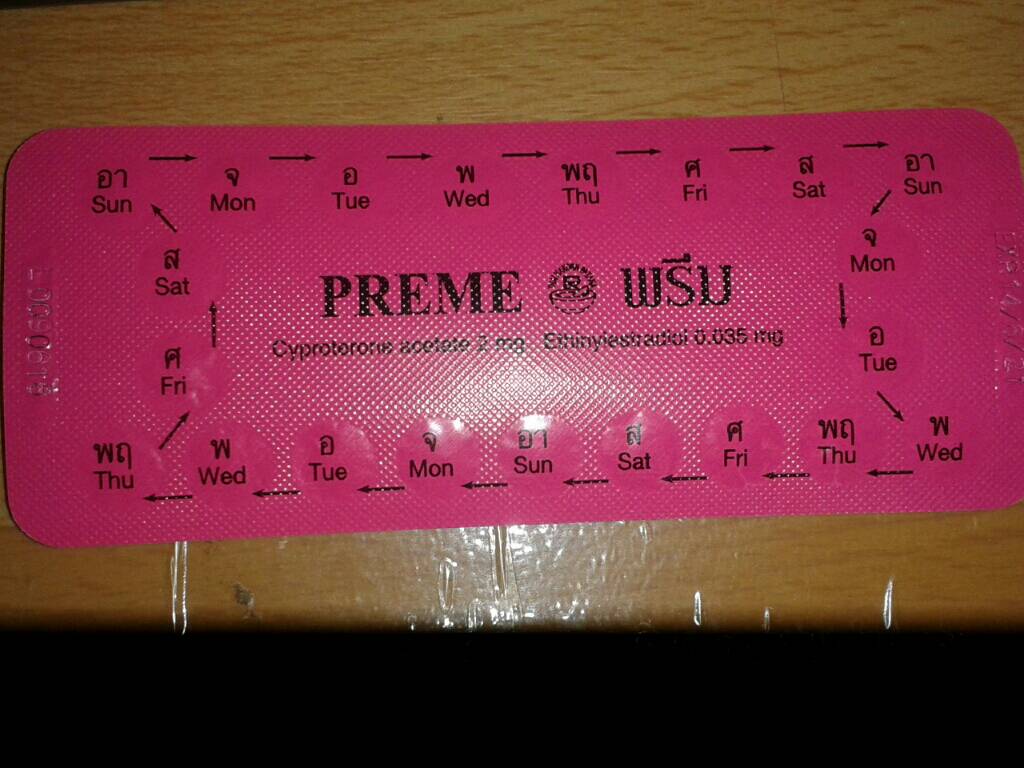 อา จ อ พ พฤ ศ ส อา
Sun Mon Tue Wed Thu Fri Sat Sun
จ
Mon
อ
Tue
พ
Wed
พฤ
Thu
ศ
Fri
ส
Sat
อา
Sun
จ
Mon
อ
Tue
พ
Wed
พฤ
Thu
ศ
Fri
ส
Sat
PREME พรีม
Cyproterone acetate 2 mg Ethinylestradiol 0.035 mg